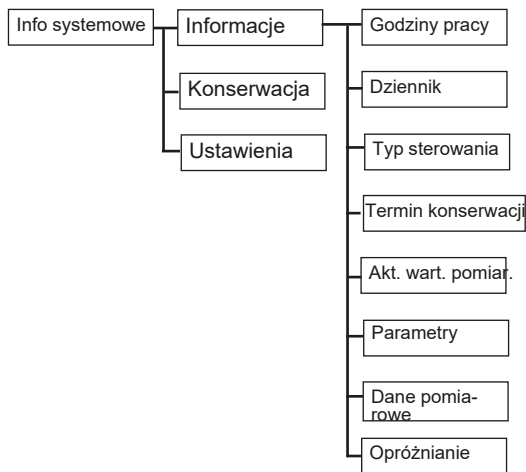 Info systemowe
Informacje
Konserwacja
Ustawienia
Godziny pracy
Dziennik
Typ sterowania
Termin konserwacji
Akt. wart. pomiar.
Parametry
Dane pomia-
rowe
Opróżnianie